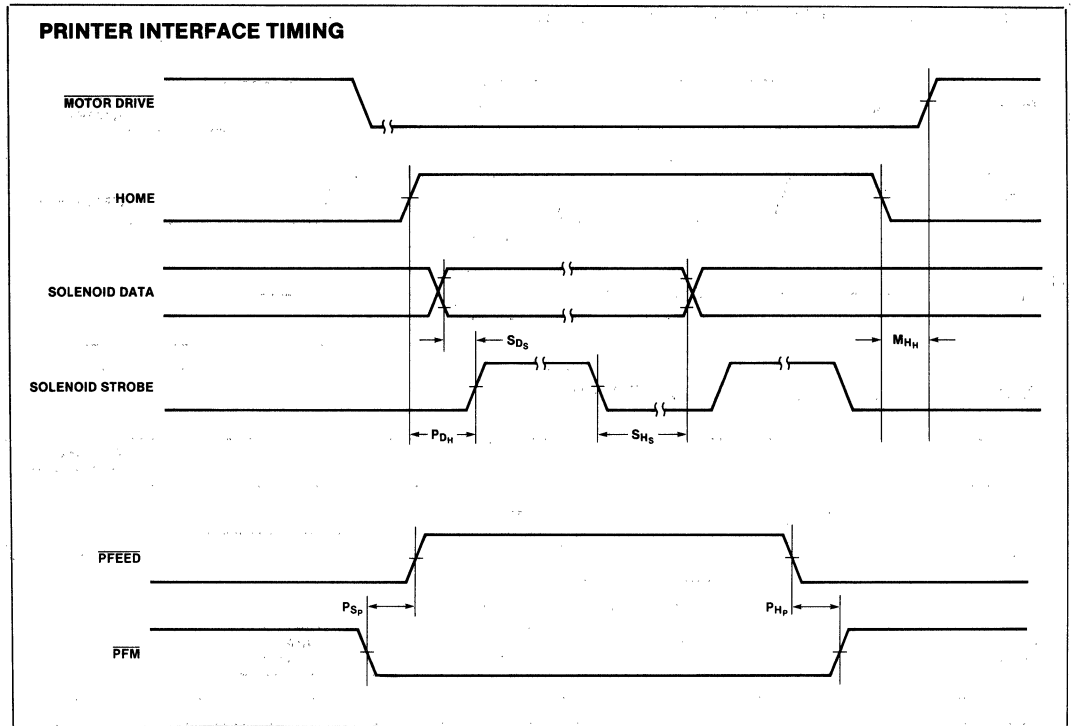 PRINTER INTERFACE TIMING
MOTOR DRIVE
HOME
SOLENOID DATA
SDS
MHH
SOLENOID STROBE
PDH
SHS
PFEED
PSP
PHP
PFM